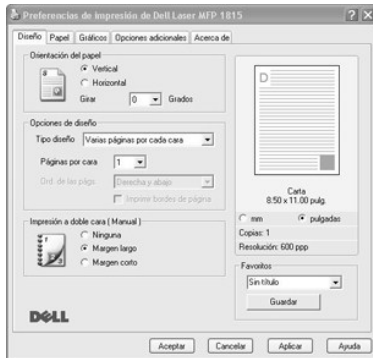 Preferencias de impresión de Dell Laser MFP 1815
Diseño Papel Gráficos Opciones adicionales Acerca de
Orientación del papel
Vertical
Horizontal
Girar 0 Grados
Opciones de diseño
Tipo diseño Varias páginas por cada cara
Páginas por cara 1
Ord. de las págs. Derecha y abajo
Imprime bordes de página
Impresión a doble cara ( Manual )
Ninguna
Margen largo
Margen corto
DELL
D
Carta
8.50 x 11.00 pulg.
mm pulgadas
Copias: 1
Resolución: 600 ppp
Favoritos
Sin título
Guardar
Aceptar Cancelar Aplicar Ayuda